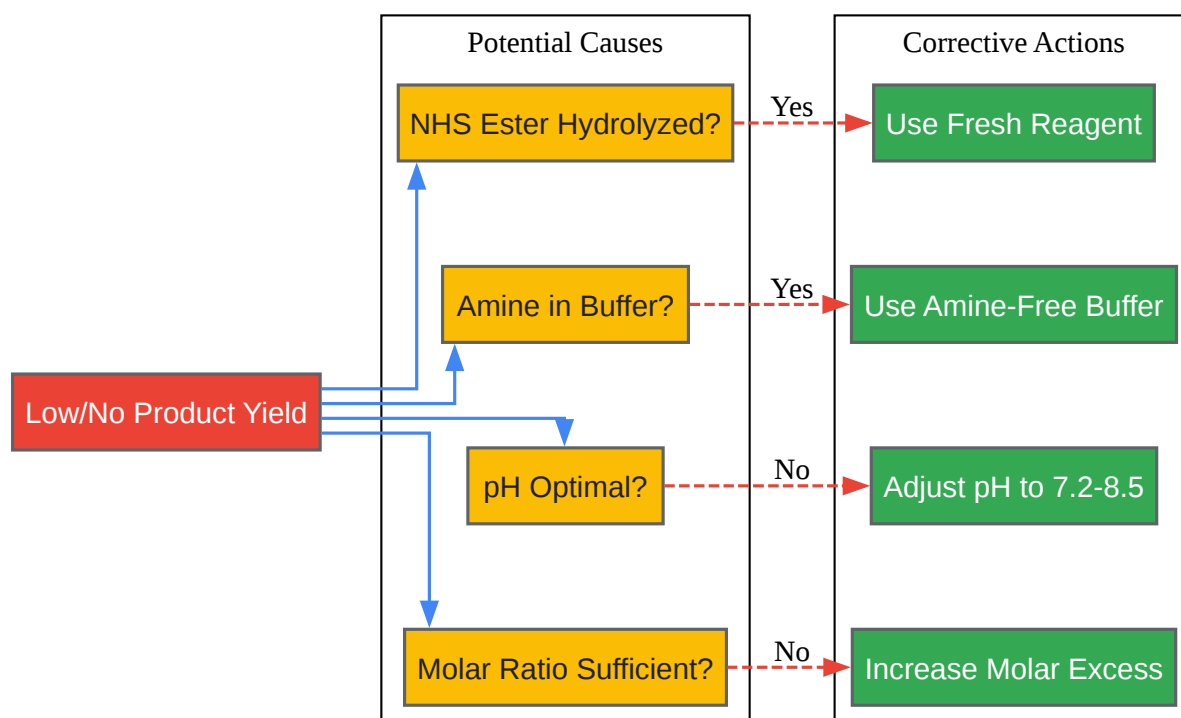 Potential Causes
Corrective Actions
NHS Ester Hydrolyzed?
Yes
Use Fresh Reagent
Amine in Buffer?
Yes
Use Amine-Free Buffer
Low/No Product Yield
pH Optimal?
No
Adjust pH to 7.2-8.5
Molar Ratio Sufficient?
No
Increase Molar Excess